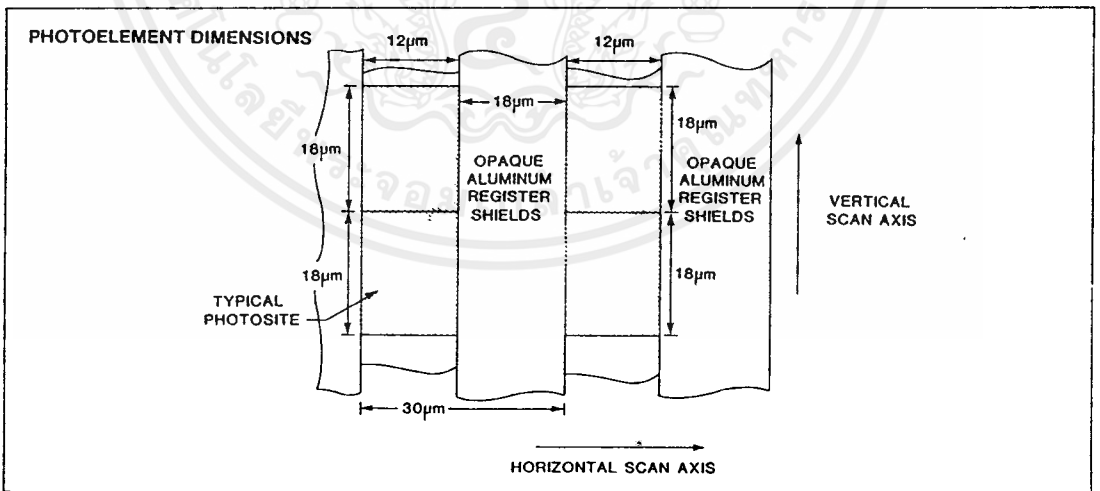 PHOTOELEMENT DIMENSIONS
12µm
12µm
18µm
18µm
18µm
OPAQUE
ALUMINUM
REGISTER
SHIELDS
OPAQUE
ALUMINUM
REGISTER
SHIELDS
VERTICAL
SCAN AXIS
18µm
18µm
TYPICAL
PHOTOSITE
30µm
HORIZONTAL SCAN AXIS